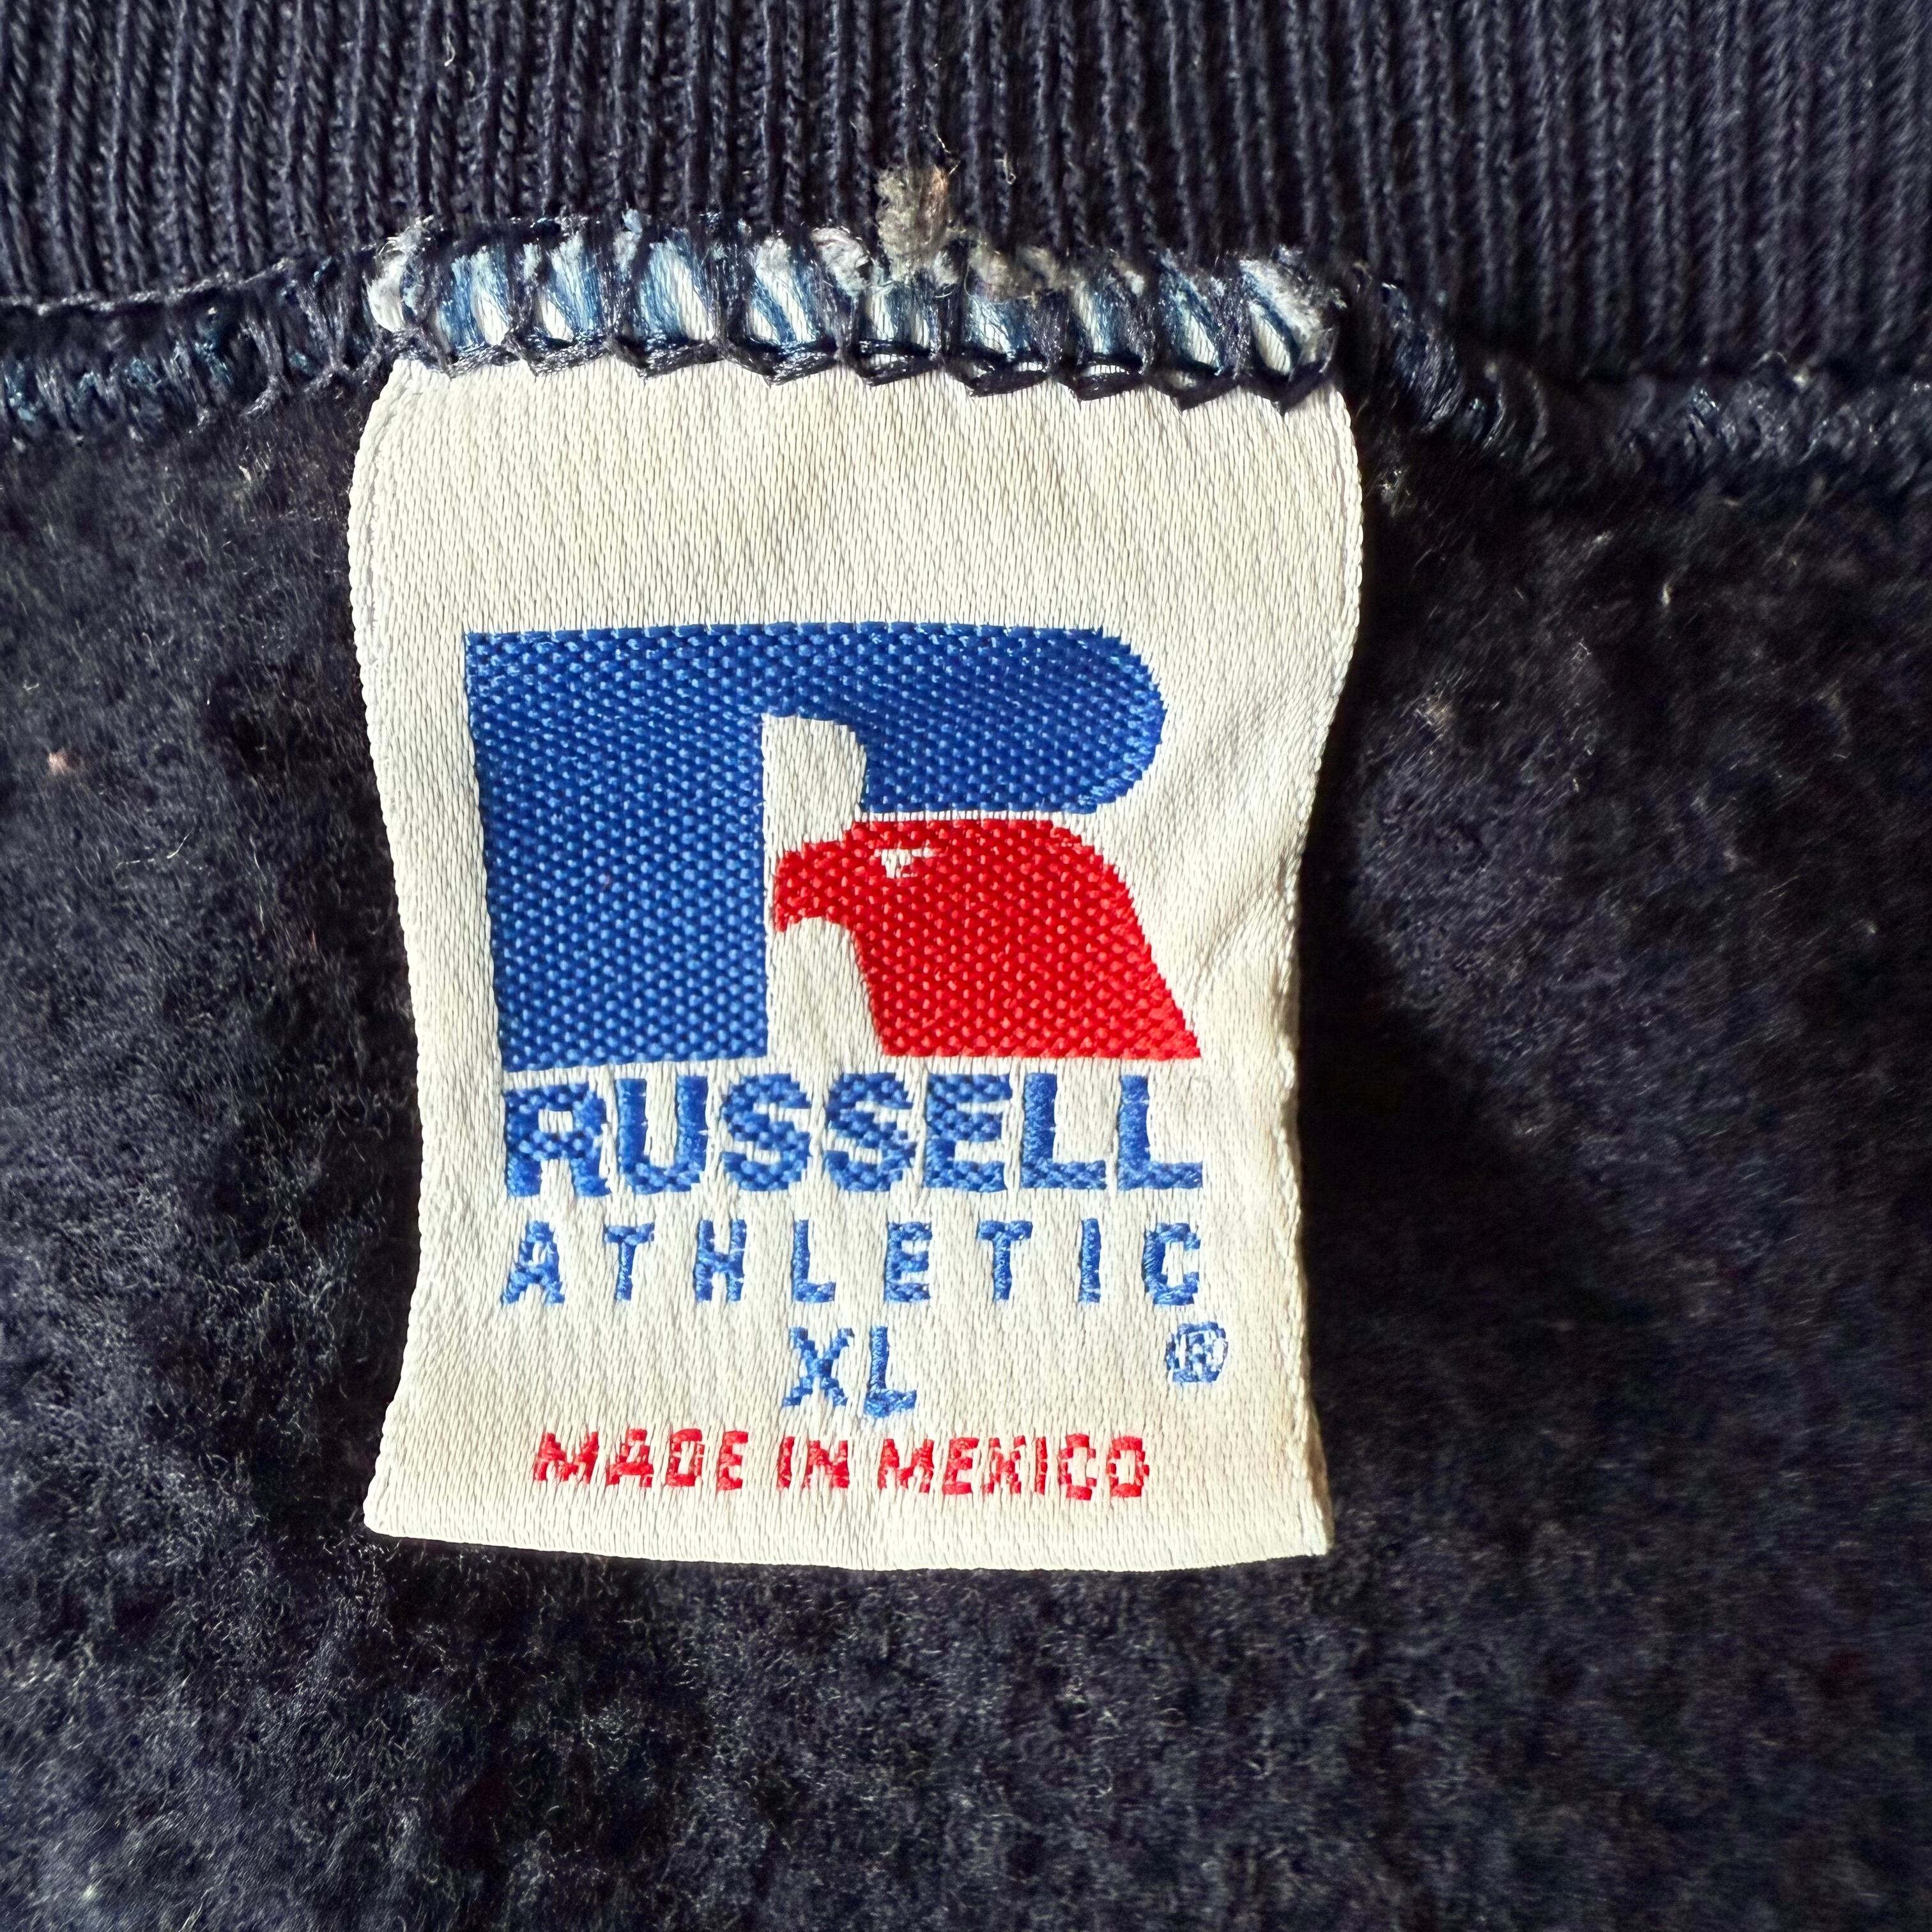 RUSSELL
ATHLETIC
XL ®
MADE IN MEXICO